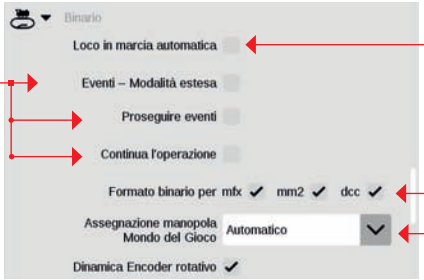 Binario
Loco in marcia automatica
Eventi – Modalità estesa
Proseguire eventi
Continua l'operazione
Formato binario per mfx mm2 dcc
Assegnazione manopola
Mondo del Gioco Automatico
Dinamica Encoder rotativo